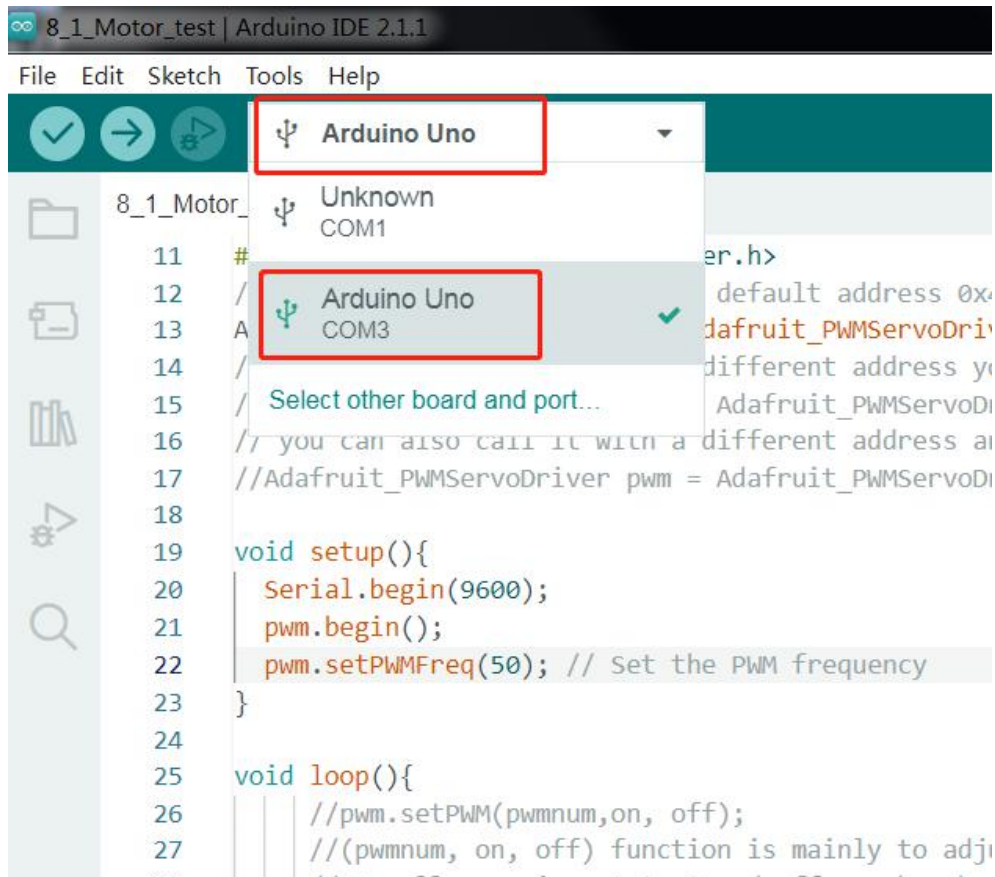 8_1_Motor_test | Arduino IDE 2.1.1
File Edit Sketch Tools Help
Arduino Uno
Unknown
COM1
Arduino Uno
COM3
Select other board and port...
8_1_Motor_
11 # er.h>
12 / default address 0x4
13 A dafruit_PWMServoDriv
14 / different address yo
15 / Adafruit_PWMServoDr
16 // you can also call it with a different address an
17 //Adafruit_PWMServoDriver pwm = Adafruit_PWMServoDr
18
19 void setup(){
20 Serial.begin(9600);
21 pwm.begin();
22 pwm.setPWMFreq(50); // Set the PWM frequency
23 }
24
25 void loop(){
26 //pwm.setPWM(pwmnum,on, off);
27 //(pwmnum, on, off) function is mainly to adju